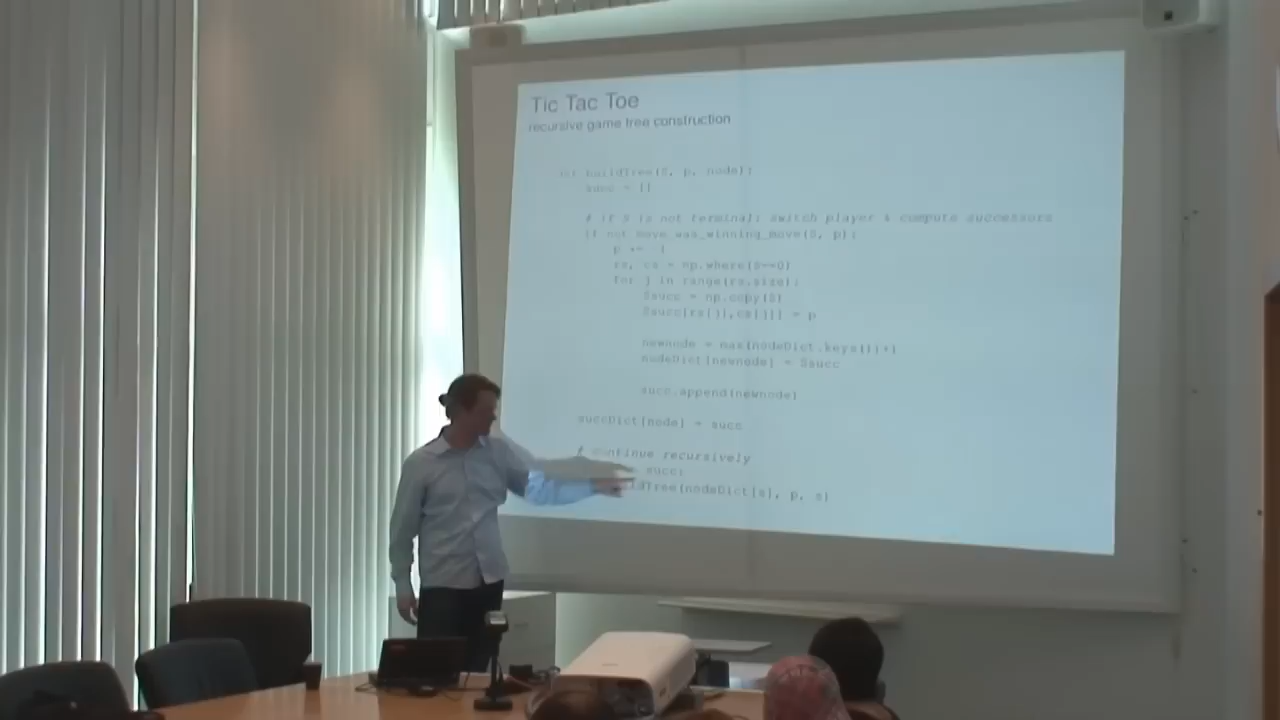 Tic Tac Toe
recursive game tree construction
def buildTree(S, p, node):
succ = []
# if S is not terminal: switch player & compute successors
if not move_was_winning_move(S, p):
p *= -1
rs, cs = np.where(S==0)
for j in range(rs.size):
Ssucc = np.copy(S)
Ssucc[rs[j],cs[j]] = p
newnode = max(nodeDict.keys())+1
nodeDict[newnode] = Ssucc
succ.append(newnode)
succDict[node] = succ
# continue recursively
succ:
ldTree(nodeDict[s], p, s)